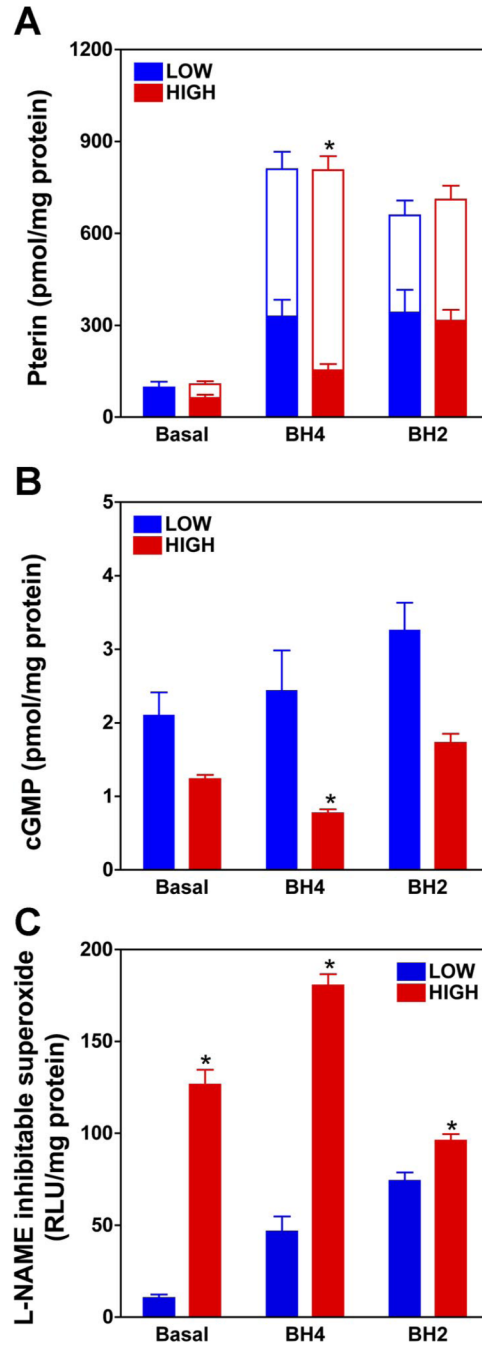 A
Pterin (pmol/mg protein)
1200
900
600
300
0
LOW
HIGH
*
Basal
BH4
BH2
B
cGMP (pmol/mg protein)
5
4
3
2
1
0
LOW
HIGH
*
Basal
BH4
BH2
C
L-NAME inhibitable superoxide
(RLU/mg protein)
200
150
100
50
0
LOW
HIGH
*
*
*
Basal
BH4
BH2